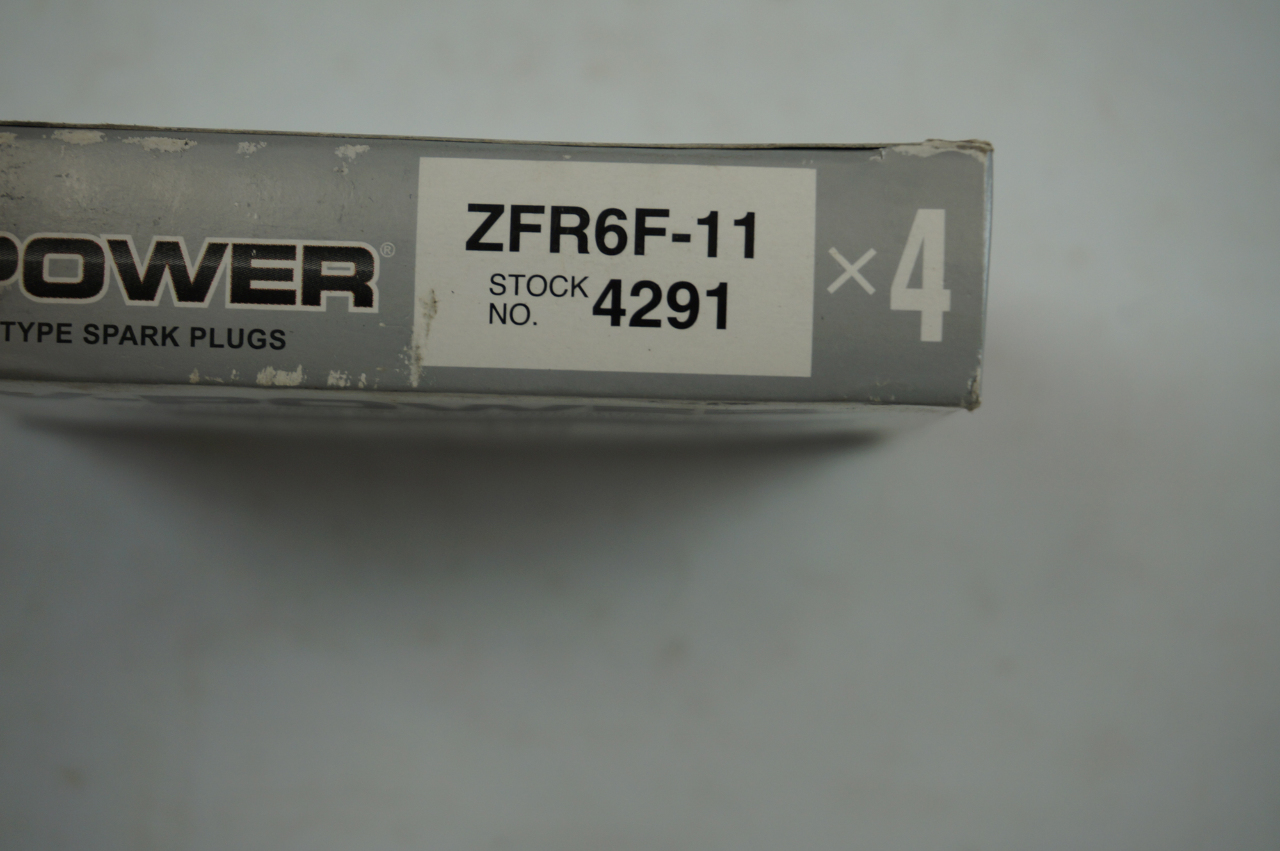 POWER®
TYPE SPARK PLUGS
ZFR6F-11
STOCK NO. 4291
×4